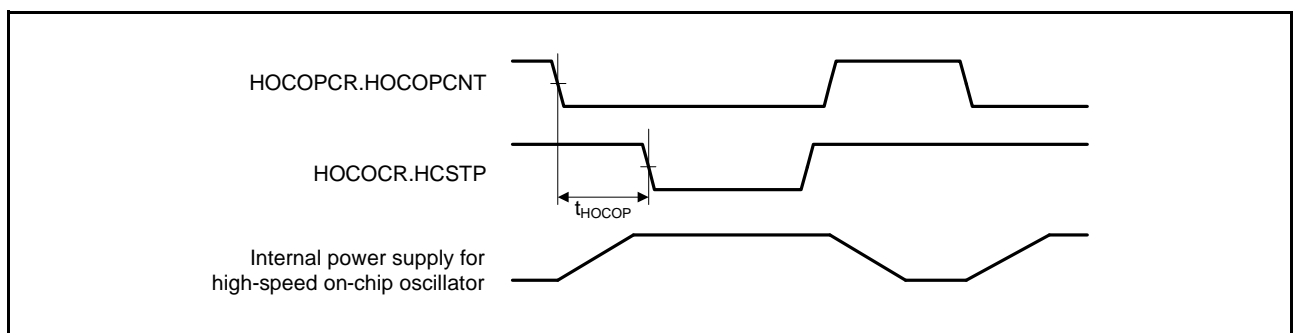 HOCOPCR.HOCOPCNT
HOCOCR.HCSTP
tHOCOP
Internal power supply for
high-speed on-chip oscillator